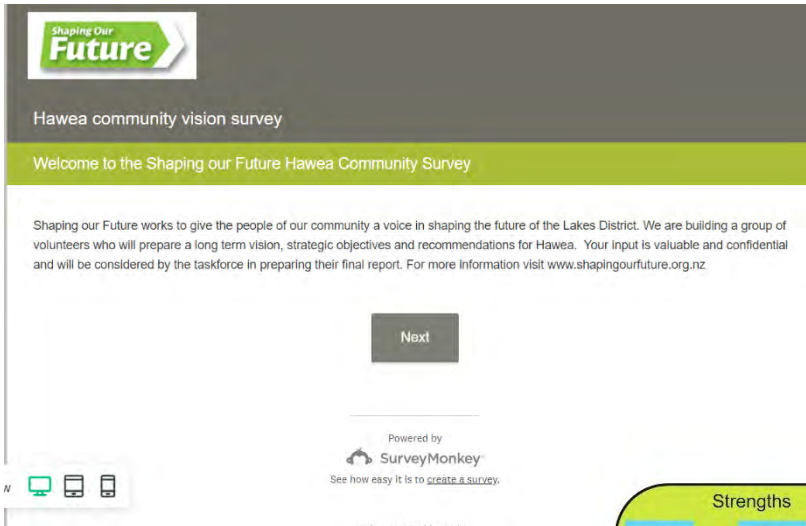 Shaping Our
Future
Hawea community vision survey
Welcome to the Shaping our Future Hawea Community Survey
Shaping our Future works to give the people of our community a voice in shaping the future of the Lakes District. We are building a group of
volunteers who will prepare a long term vision, strategic objectives and recommendations for Hawea.  Your input is valuable and confidential
and will be considered by the taskforce in preparing their final report. For more information visit www.shapingourfuture.org.nz
Next
Powered by
SurveyMonkey
See how easy it is to create a survey.
Strengths